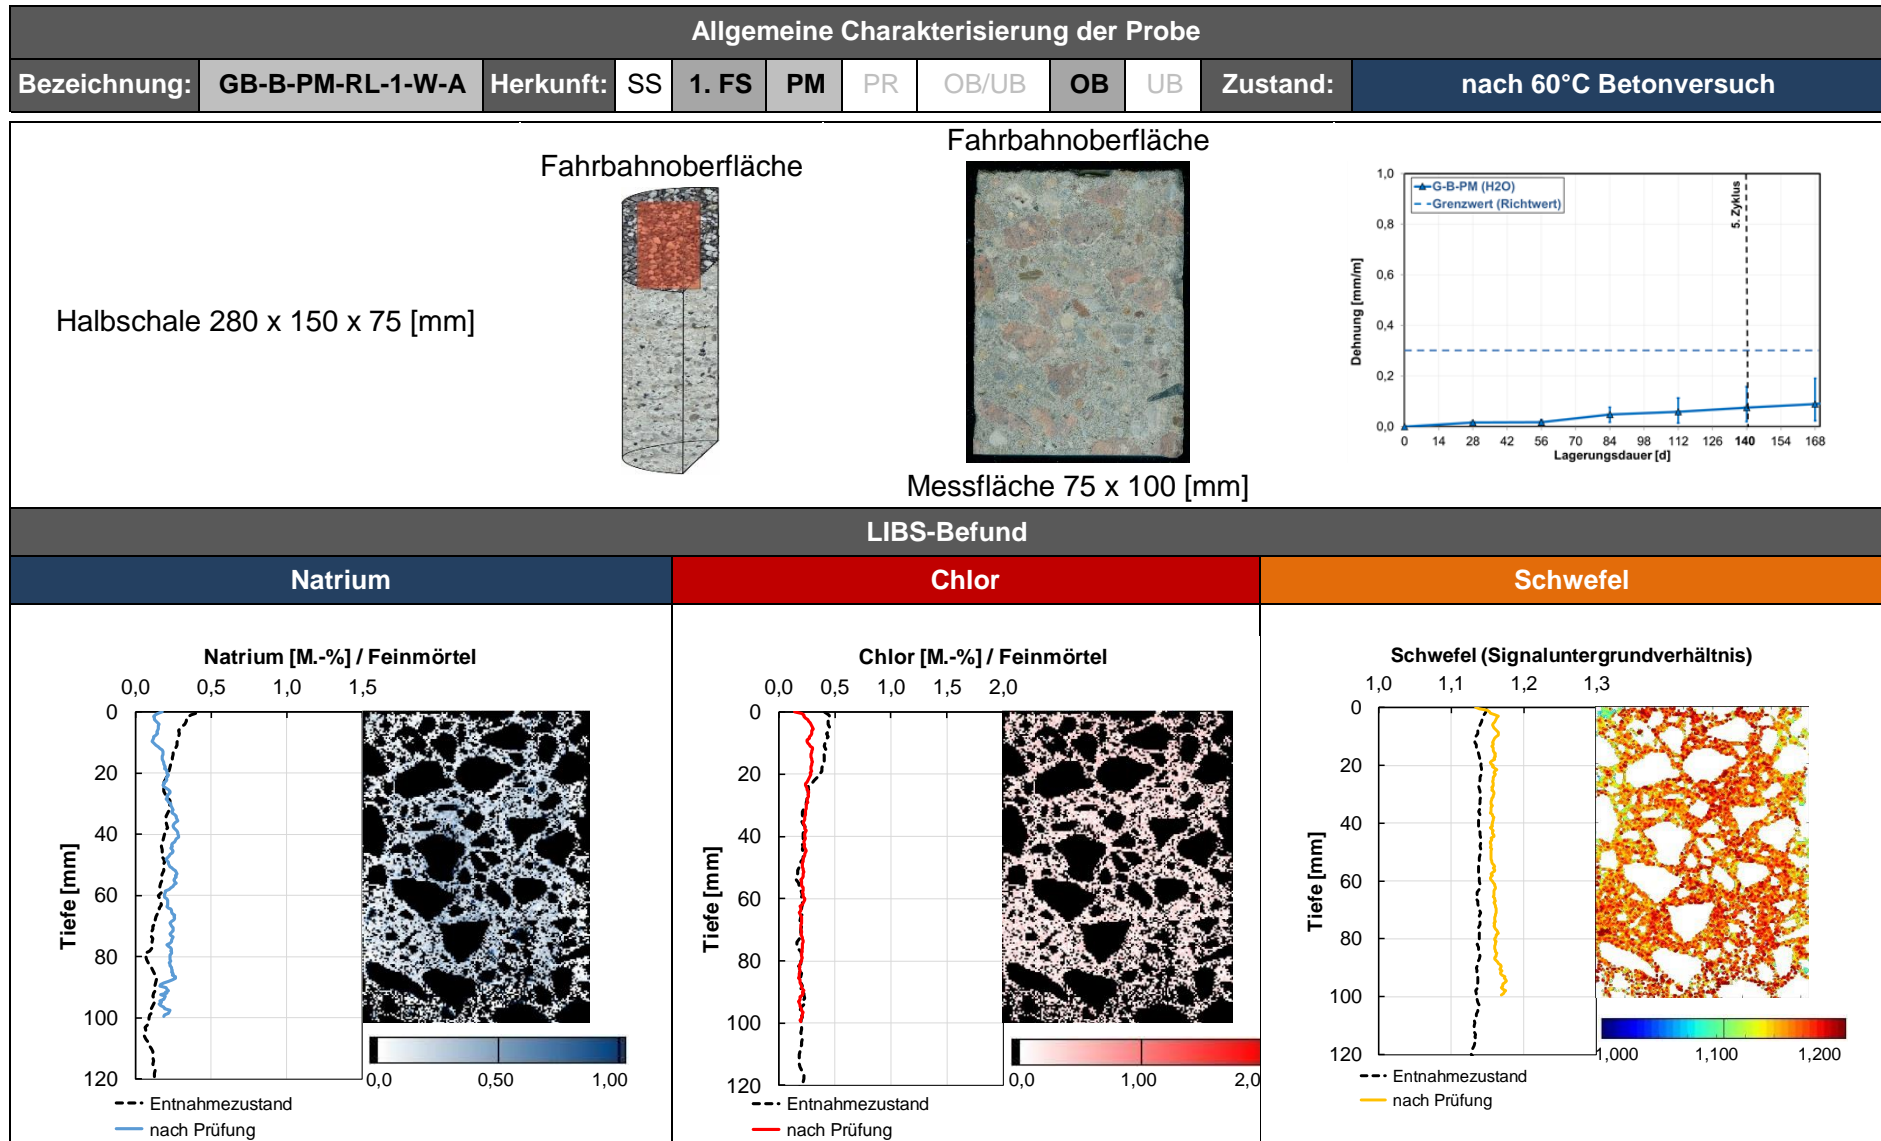 Allgemeine Charakterisierung der Probe
Bezeichnung: GB-B-PM-RL-1-W-A Herkunft: SS 1. FS PM PR OB/UB OB UB Zustand: nach 60°C Betonversuch
Halbschale 280 x 150 x 75 [mm]
Fahrbahnoberfläche
Fahrbahnoberfläche
Messfläche 75 x 100 [mm]
1,0
0,8
0,6
0,4
0,2
0,0
Dehnung [mm/m]
G-B-PM (H2O)
Grenzwert (Richtwert)
5. Zyklus
0 14 28 42 56 70 84 98 112 126 140 154 168
Lagerungsdauer [d]
LIBS-Befund
Natrium
Chlor
Schwefel
Natrium [M.-%] / Feinmörtel
0,0 0,5 1,0 1,5
0
20
40
60
80
100
120
Tiefe [mm]
0,0 0,50 1,00
Entnahmezustand
nach Prüfung
Chlor [M.-%] / Feinmörtel
0,0 0,5 1,0 1,5 2,0
0
20
40
60
80
100
120
Tiefe [mm]
0,0 1,00 2,0
Entnahmezustand
nach Prüfung
Schwefel (Signaluntergrundverhältnis)
1,0 1,1 1,2 1,3
0
20
40
60
80
100
120
Tiefe [mm]
1,000 1,100 1,200
Entnahmezustand
nach Prüfung